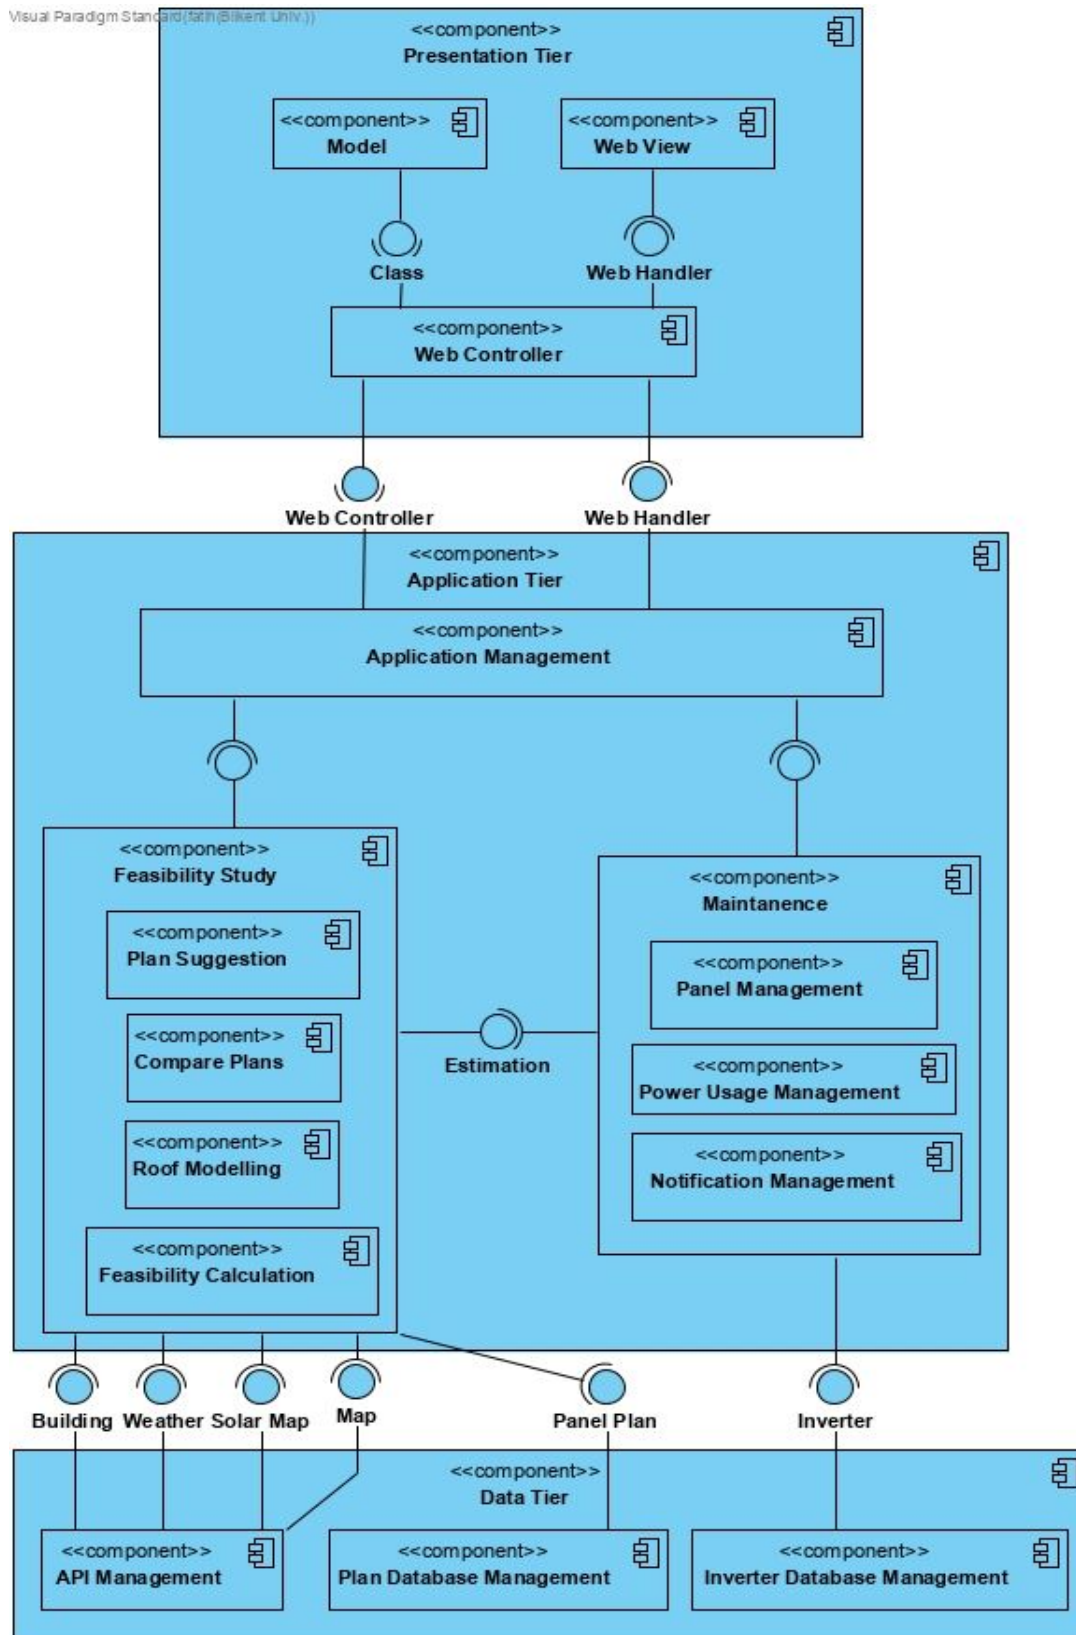 Visual Paradigm Standard(fatih(Bilkent Univ.))
<<component>>
Presentation Tier
<<component>>
Model
<<component>>
Web View
Class
Web Handler
<<component>>
Web Controller
Web Controller
Web Handler
<<component>>
Application Tier
<<component>>
Application Management
<<component>>
Feasibility Study
<<component>>
Plan Suggestion
<<component>>
Compare Plans
<<component>>
Roof Modelling
<<component>>
Feasibility Calculation
Estimation
<<component>>
Maintanence
<<component>>
Panel Management
<<component>>
Power Usage Management
<<component>>
Notification Management
Building
Weather
Solar Map
Map
Panel Plan
Inverter
<<component>>
Data Tier
<<component>>
API Management
<<component>>
Plan Database Management
<<component>>
Inverter Database Management